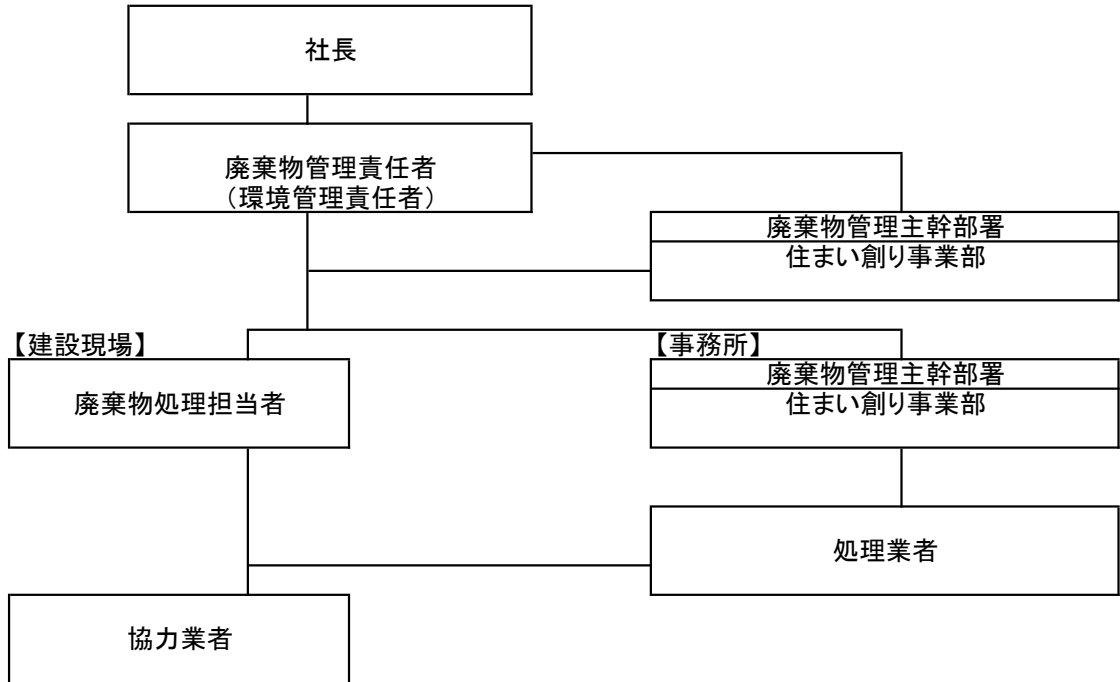 社長
廃棄物管理責任者
（環境管理責任者）
廃棄物管理主幹部署
住まい創り事業部
【建設現場】
廃棄物処理担当者
【事務所】
廃棄物管理主幹部署
住まい創り事業部
処理業者
協力業者